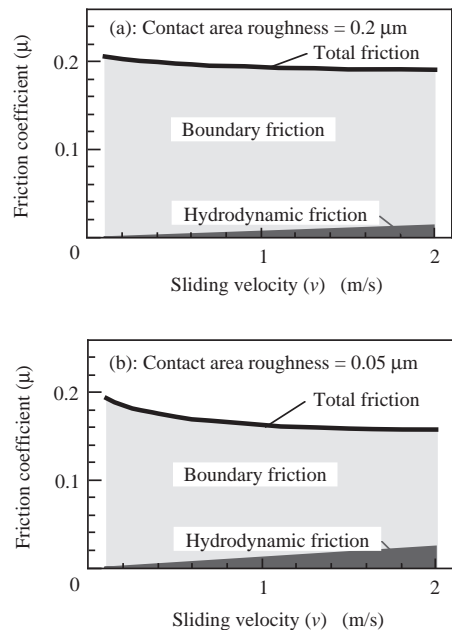 (a): Contact area roughness = 0.2 μm
Total friction
Boundary friction
Hydrodynamic friction
Friction coefficient (μ)
0.2
0.1
0
1
2
Sliding velocity (v) (m/s)
(b): Contact area roughness = 0.05 μm
Total friction
Boundary friction
Hydrodynamic friction
Friction coefficient (μ)
0.2
0.1
0
1
2
Sliding velocity (v) (m/s)